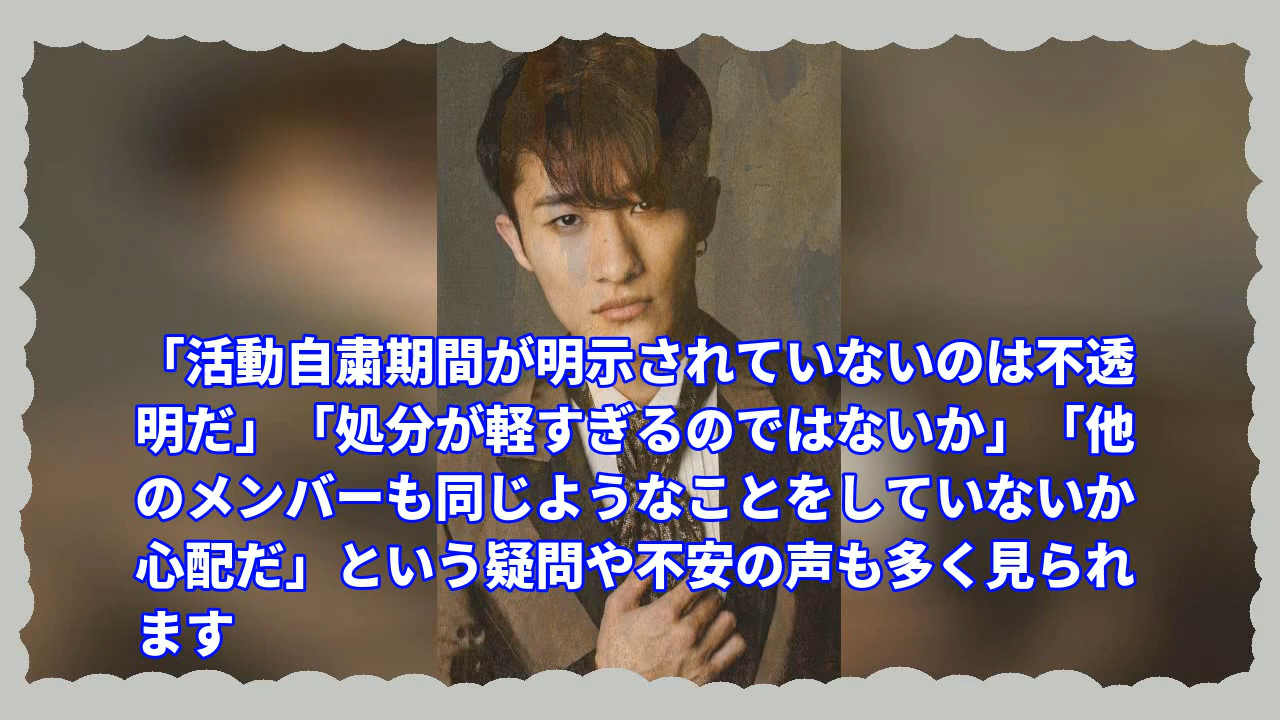 「活動自粛期間が明示されていないのは不透
明だ」「処分が軽すぎるのではないか」「他
のメンバーも同じようなことをしていないか
心配だ」という疑問や不安の声も多く見られ
ます